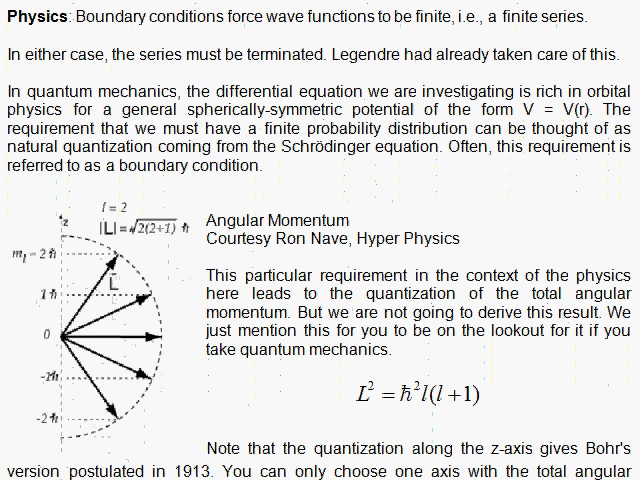 Physics: Boundary conditions force wave functions to be finite, i.e., a finite series.
In either case, the series must be terminated. Legendre had already taken care of this.
In quantum mechanics, the differential equation we are investigating is rich in orbital
physics for a general spherically-symmetric potential of the form V = V(r). The
requirement that we must have a finite probability distribution can be thought of as
natural quantization coming from the Schrödinger equation. Often, this requirement is
referred to as a boundary condition.
l = 2
z
|L| = √2(2+1) ħ
m_l = 2ħ
L
1ħ
0
-1ħ
-2ħ
Angular Momentum
Courtesy Ron Nave, Hyper Physics
This particular requirement in the context of the physics
here leads to the quantization of the total angular
momentum. But we are not going to derive this result. We
just mention this for you to be on the lookout for it if you
take quantum mechanics.
L² = ħ²l(l+1)
Note that the quantization along the z-axis gives Bohr's
version postulated in 1913. You can only choose one axis with the total angular